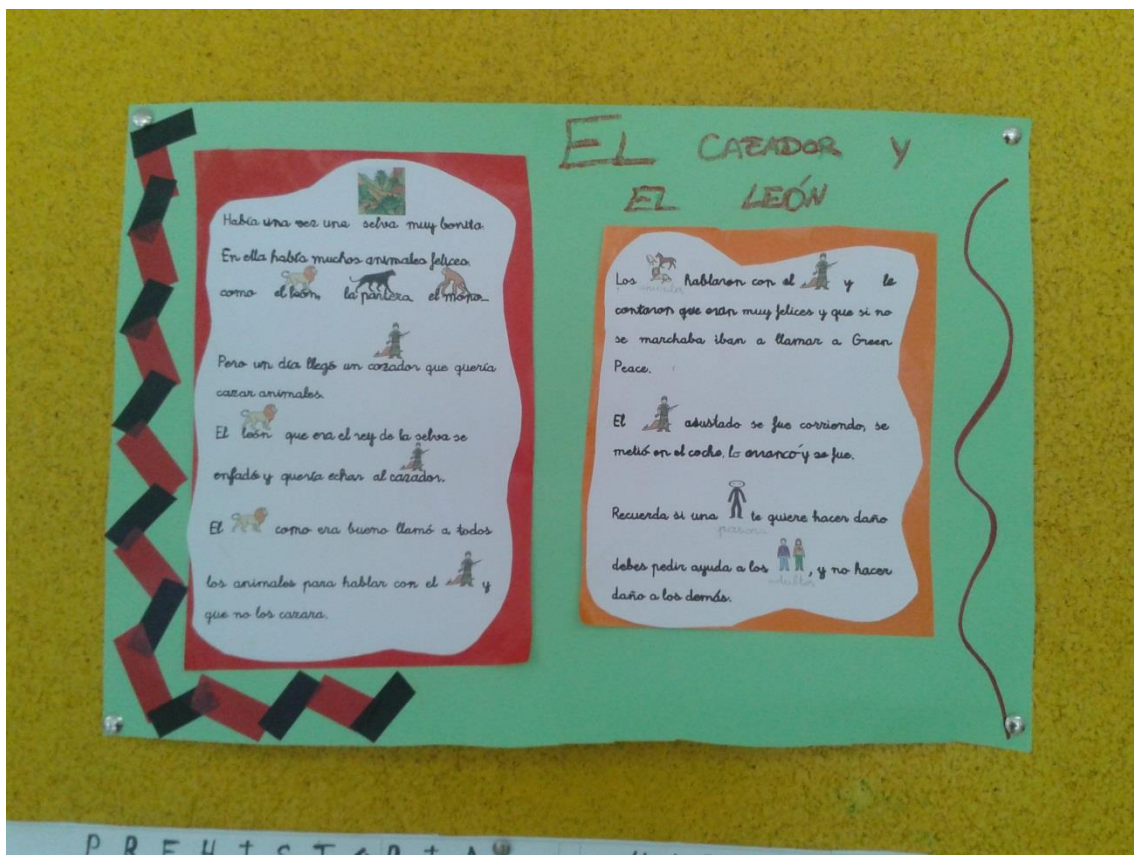 EL CAZADOR Y
EL LEÓN
Había una vez una selva muy bonita.
En ella había muchos animales felices.
como el león, la pantera, el mono...
Pero un día llegó un cazador que quería
cazar animales.
El león que era el rey de la selva se
enfadó y quería echar al cazador.
El como era bueno llamó a todos
los animales para hablar con el y
que no los cazara.
Los hablaron con el y le
animales
contaron que eran muy felices y que si no
se marchaba iban a llamar a Green
Peace.
El asustado se fue corriendo, se
metió en el coche, lo arrancó y se fue.
Recuerda si una te quiere hacer daño
persona
debes pedir ayuda a los , y no hacer
adultos
daño a los demás.
PREHISTORIA